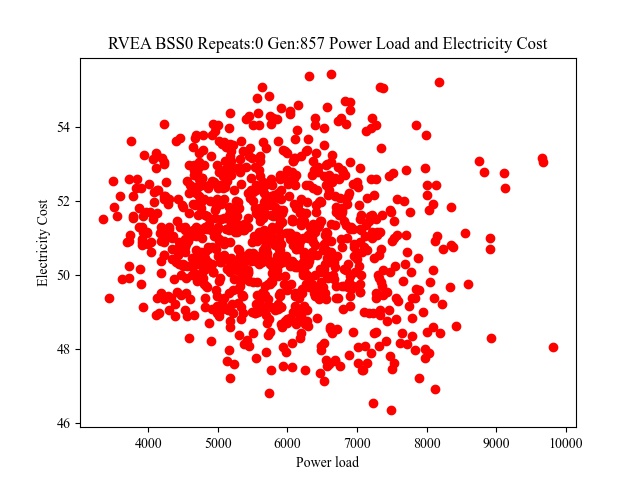 RVEA BSS0 Repeats:0 Gen:857 Power Load and Electricity Cost
54
52
50
48
46
Electricity Cost
4000 5000 6000 7000 8000 9000 10000
Power load